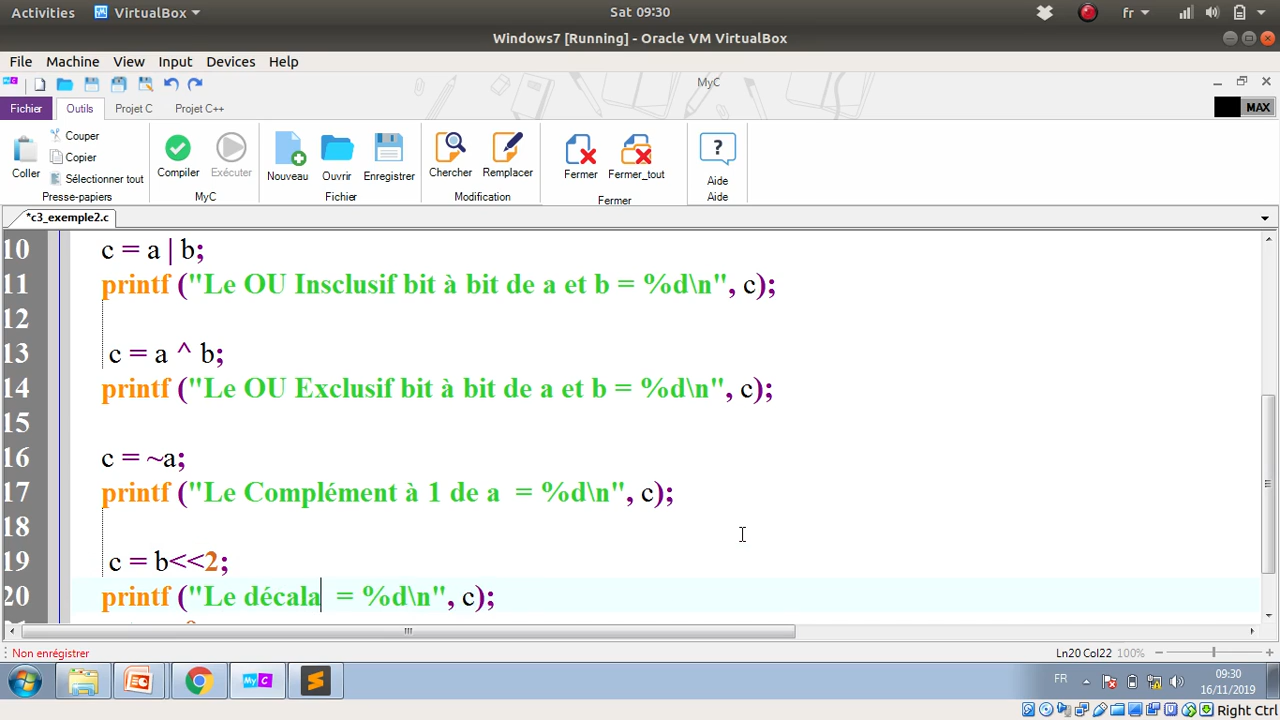 Activities VirtualBox Sat 09:30 fr
Windows7 [Running] - Oracle VM VirtualBox
File Machine View Input Devices Help
MyC MyC
Fichier Outils Projet C Projet C++ MAX
Coller Couper Copier Sélectionner tout Compiler Exécuter Nouveau Ouvrir Enregistrer Chercher Remplacer Fermer Fermer_tout ? Aide
Presse-papiers MyC Fichier Modification Fermer Aide
*c3_exemple2.c
10 c = a | b;
11 printf ("Le OU Insclusif bit à bit de a et b = %d\n", c);
12
13 c = a ^ b;
14 printf ("Le OU Exclusif bit à bit de a et b = %d\n", c);
15
16 c = ~a;
17 printf ("Le Complément à 1 de a  = %d\n", c);
18
19 c = b<<2;
20 printf ("Le décala  = %d\n", c);
Non enrégistrer Ln20 Col22 100%
MyC FR 09:30
16/11/2019
Right Ctrl